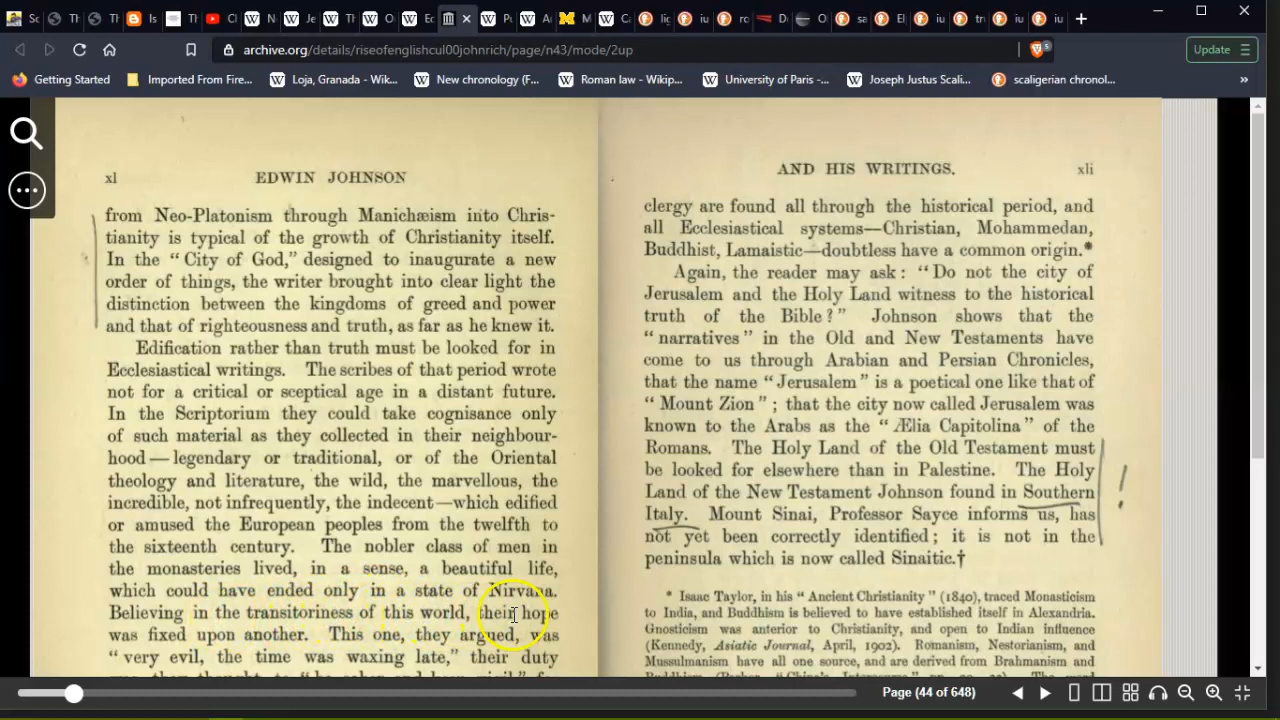 Is
Th
C
N
Je
Th
O
Ec
Pu
A
M
Ca
lig
iu
ro
D
O
sa
El
iu
tri
iu
iu
archive.org/details/riseofenglishcul00johnrich/page/n43/mode/2up
5
Update
Getting Started
Imported From Fire...
Loja, Granada - Wik...
New chronology (F...
Roman law - Wikip...
University of Paris -...
Joseph Justus Scali...
scaligerian chronol...
»
xl EDWIN JOHNSON
from Neo-Platonism through Manichæism into Chris-
tianity is typical of the growth of Christianity itself.
In the “City of God,” designed to inaugurate a new
order of things, the writer brought into clear light the
distinction between the kingdoms of greed and power
and that of righteousness and truth, as far as he knew it.
Edification rather than truth must be looked for in
Ecclesiastical writings. The scribes of that period wrote
not for a critical or sceptical age in a distant future.
In the Scriptorium they could take cognisance only
of such material as they collected in their neighbour-
hood—legendary or traditional, or of the Oriental
theology and literature, the wild, the marvellous, the
incredible, not infrequently, the indecent—which edified
or amused the European peoples from the twelfth to
the sixteenth century. The nobler class of men in
the monasteries lived, in a sense, a beautiful life,
which could have ended only in a state of Nirvana.
Believing in the transitoriness of this world, their hope
was fixed upon another. This one, they argued, was
“very evil, the time was waxing late,” their duty
AND HIS WRITINGS. xli
clergy are found all through the historical period, and
all Ecclesiastical systems—Christian, Mohammedan,
Buddhist, Lamaistic—doubtless have a common origin.*
Again, the reader may ask: “Do not the city of
Jerusalem and the Holy Land witness to the historical
truth of the Bible?” Johnson shows that the
“narratives” in the Old and New Testaments have
come to us through Arabian and Persian Chronicles,
that the name “Jerusalem” is a poetical one like that of
“Mount Zion”; that the city now called Jerusalem was
known to the Arabs as the “Ælia Capitolina” of the
Romans. The Holy Land of the Old Testament must
be looked for elsewhere than in Palestine. The Holy
Land of the New Testament Johnson found in Southern
Italy. Mount Sinai, Professor Sayce informs us, has
not yet been correctly identified; it is not in the
peninsula which is now called Sinaitic.†
!
* Isaac Taylor, in his “Ancient Christianity” (1840), traced Monasticism
to India, and Buddhism is believed to have established itself in Alexandria.
Gnosticism was anterior to Christianity, and open to Indian influence
(Kennedy, Asiatic Journal, April, 1902). Romanism, Nestorianism, and
Mussulmanism have all one source, and are derived from Brahmanism and
Page (44 of 648)